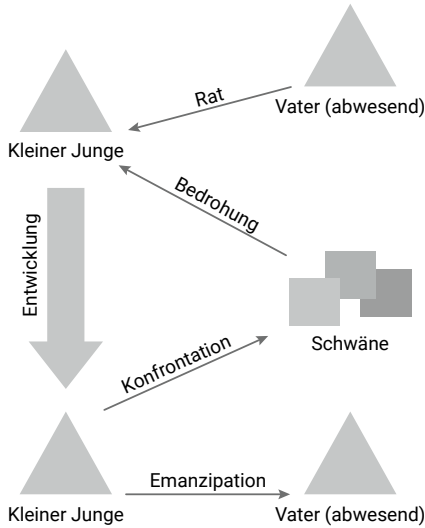 Rat
Vater (abwesend)
Kleiner Junge
Bedrohung
Entwicklung
Schwäne
Konfrontation
Emanzipation
Kleiner Junge
Vater (abwesend)